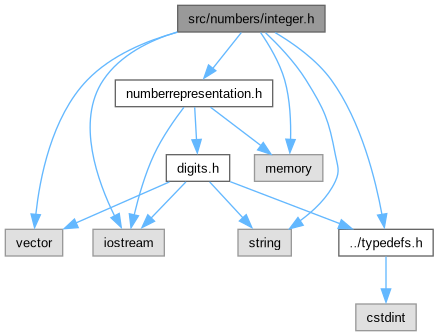 src/numbers/integer.h
numberrepresentation.h
digits.h
memory
vector
iostream
string
../typedefs.h
cstdint